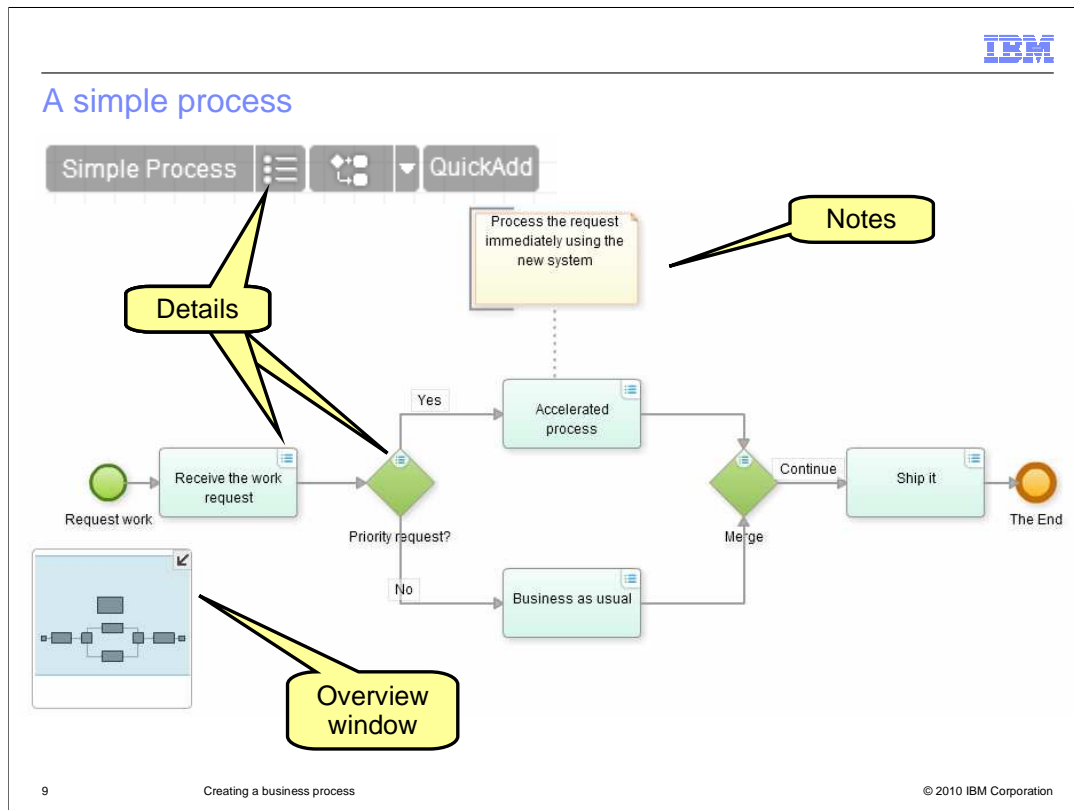 IBM
A simple process
Simple Process
QuickAdd
Process the request
immediately using the
new system
Notes
Details
Yes
Accelerated
process
Receive the work
request
Continue
Ship it
Request work
Priority request?
Merge
The End
No
Business as usual
Overview
window
9
Creating a business process
© 2010 IBM Corporation